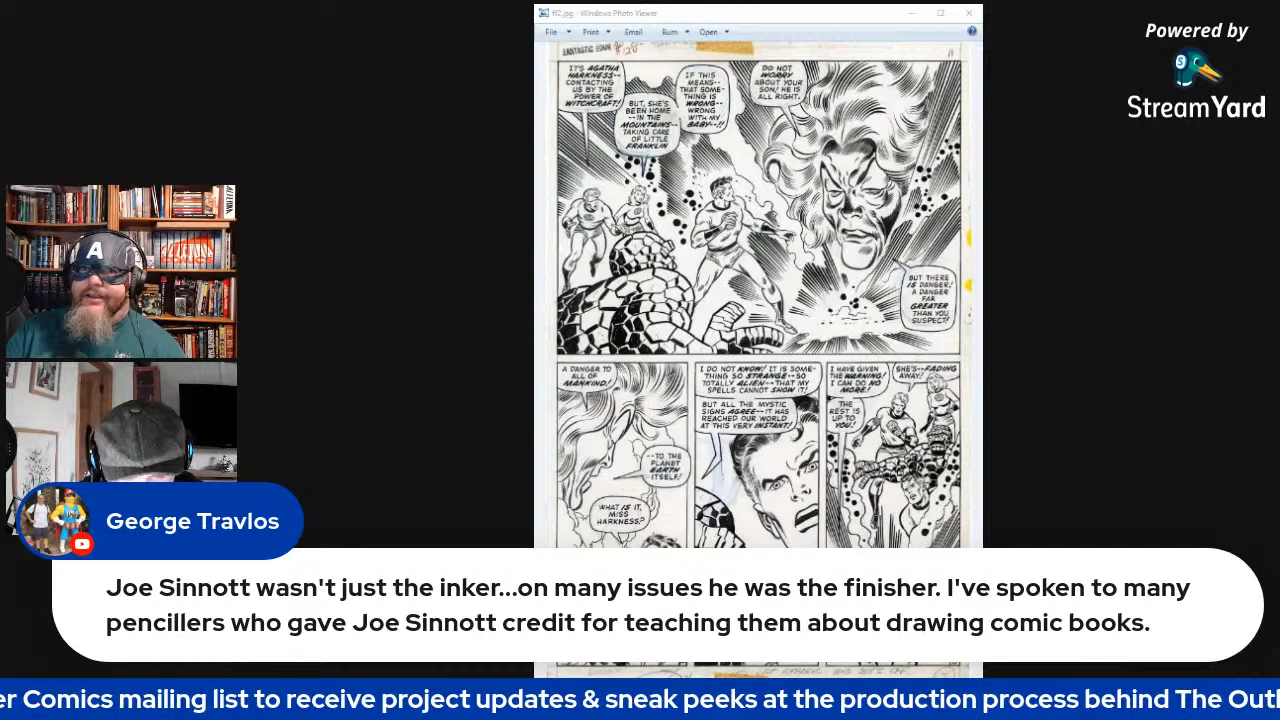 ff2.jpg - Windows Photo Viewer
File Print Email Burn Open
FANTASTIC FOUR #120
11
IT'S AGATHA
HARKNESS--
CONTACTING
US BY THE
POWER OF
WITCHCRAFT!
BUT, SHE'S
BEEN HOME
--IN THE
MOUNTAINS--
TAKING CARE
OF LITTLE
FRANKLIN
IF THIS
MEANS--
THAT SOME-
THING IS
WRONG--
WRONG
WITH MY
BABY--!!
DO NOT
WORRY
ABOUT YOUR
SON! HE IS
ALL RIGHT.
BUT THERE
IS DANGER!
A DANGER
FAR
GREATER
THAN YOU
SUSPECT!
A DANGER TO
ALL OF
MANKIND!
--TO THE
PLANET
EARTH
ITSELF!
WHAT IS IT,
MISS
HARKNESS?
I DO NOT KNOW! IT IS SOME-
THING SO STRANGE--SO
TOTALLY ALIEN--THAT MY
SPELLS CANNOT SHOW IT!
BUT ALL THE MYSTIC
SIGNS AGREE--IT HAS
REACHED OUR WORLD
AT THIS VERY INSTANT!
I HAVE GIVEN
THE WARNING!
I CAN DO NO
MORE!
THE
REST IS
UP TO
YOU!
SHE'S--FADING
AWAY!
Powered by
StreamYard
A
George Travlos
Joe Sinnott wasn't just the inker...on many issues he was the finisher. I've spoken to many
pencillers who gave Joe Sinnott credit for teaching them about drawing comic books.
er Comics mailing list to receive project updates & sneak peeks at the production process behind The Out